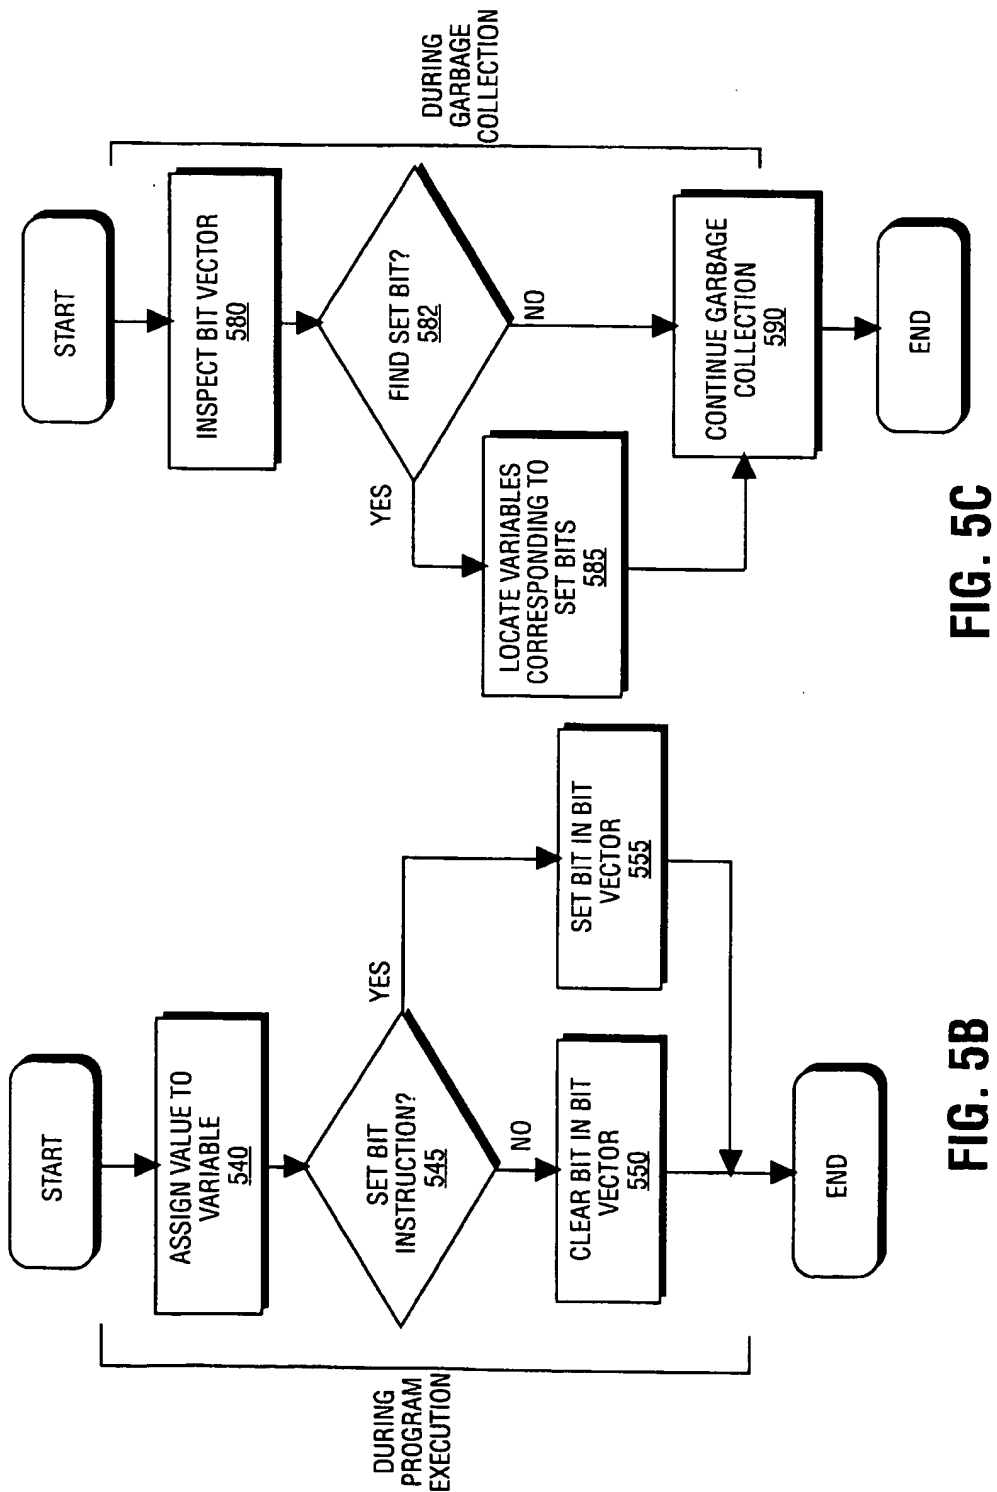 START
ASSIGN VALUE TO
VARIABLE
540
SET BIT
INSTRUCTION?
545
YES
NO
CLEAR BIT IN BIT
VECTOR
550
SET BIT IN BIT
VECTOR
555
END
DURING
PROGRAM
EXECUTION
FIG. 5B
START
INSPECT BIT VECTOR
580
FIND SET BIT?
582
YES
NO
LOCATE VARIABLES
CORRESPONDING TO
SET BITS
585
CONTINUE GARBAGE
COLLECTION
590
END
DURING
GARBAGE
COLLECTION
FIG. 5C